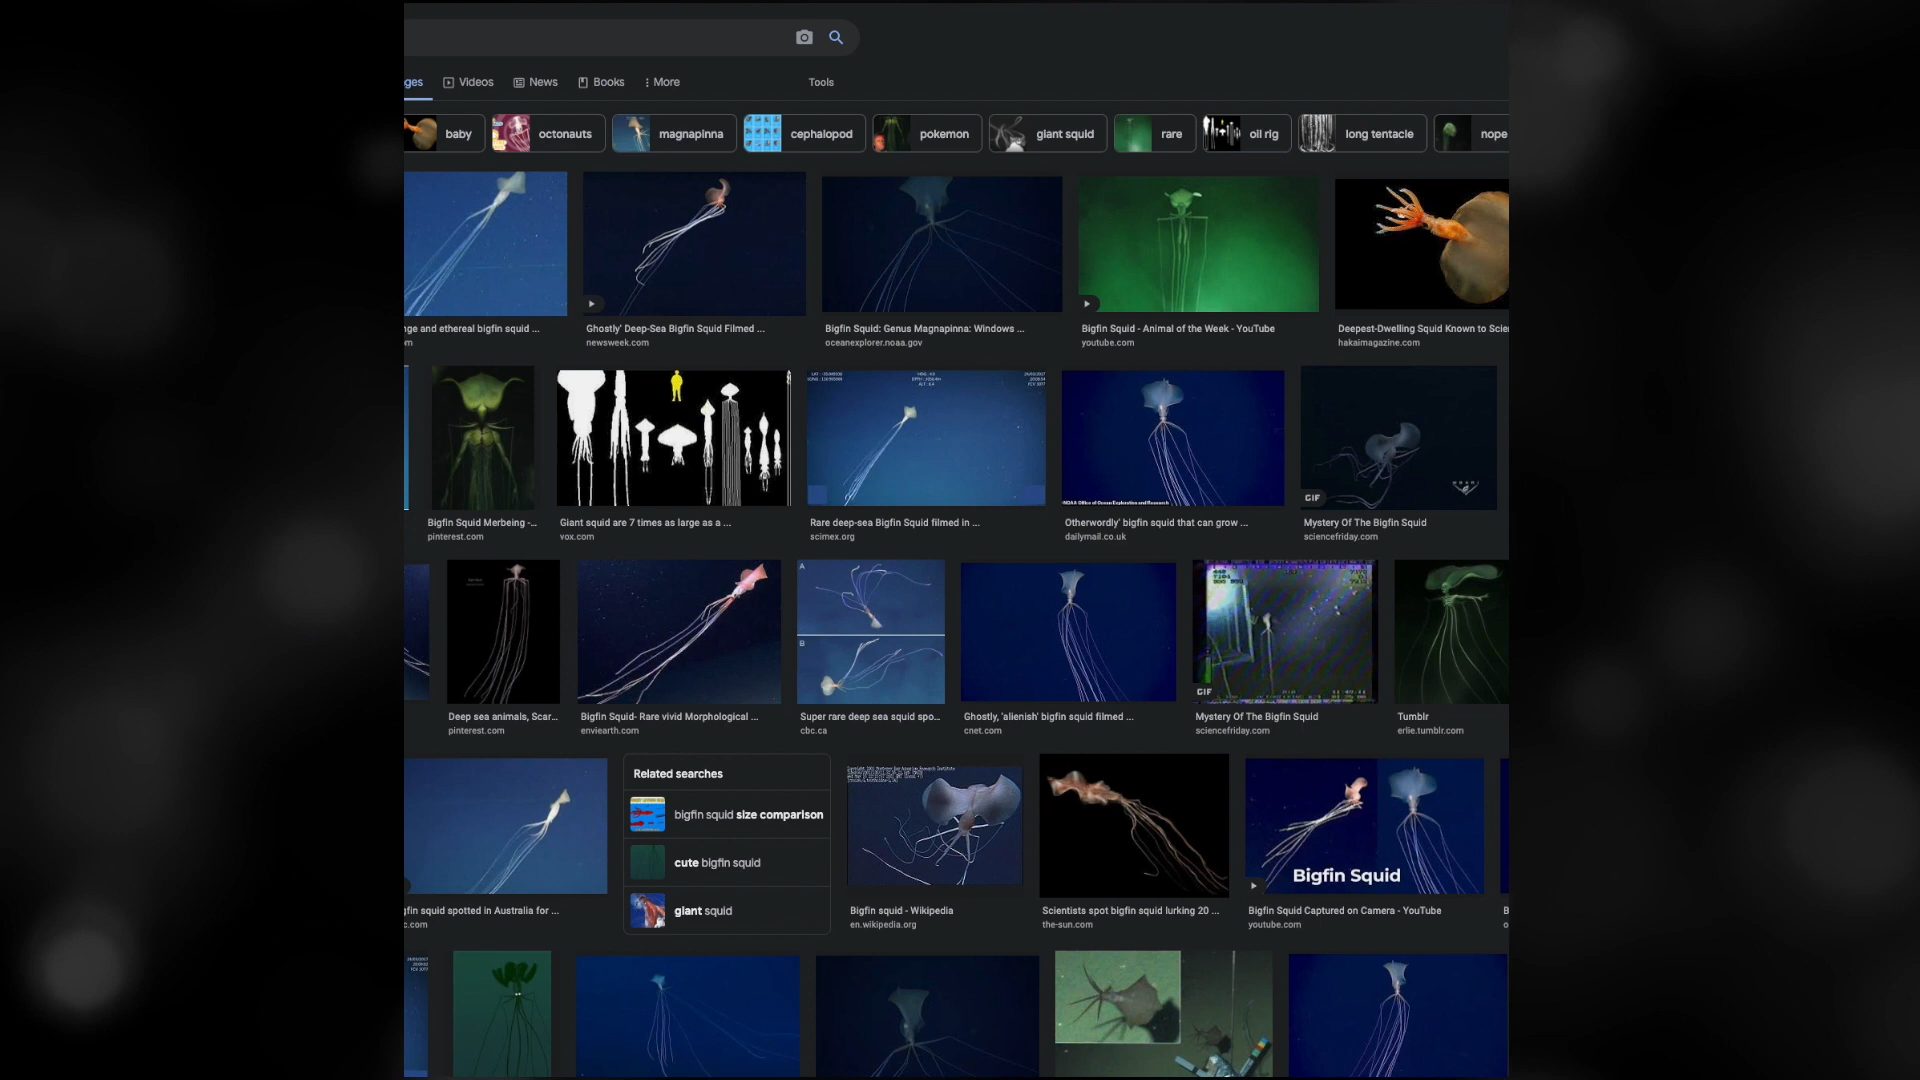 ges
Videos
News
Books
More
Tools
baby
octonauts
magnapinna
cephalopod
pokemon
giant squid
rare
oil rig
long tentacle
nope
nge and ethereal bigfin squid ...
m
Ghostly' Deep-Sea Bigfin Squid Filmed ...
newsweek.com
Bigfin Squid: Genus Magnapinna: Windows ...
oceanexplorer.noaa.gov
Bigfin Squid - Animal of the Week - YouTube
youtube.com
Deepest-Dwelling Squid Known to Scie
hakaimagazine.com
NOAA Office of Ocean Exploration and Research
GIF
Bigfin Squid Merbeing -...
pinterest.com
Giant squid are 7 times as large as a ...
vox.com
Rare deep-sea Bigfin Squid filmed in ...
scimex.org
Otherwordly' bigfin squid that can grow ...
dailymail.co.uk
Mystery Of The Bigfin Squid
sciencefriday.com
A
B
GIF
Deep sea animals, Scar...
pinterest.com
Bigfin Squid- Rare vivid Morphological ...
enviearth.com
Super rare deep sea squid spo...
cbc.ca
Ghostly, 'alienish' bigfin squid filmed ...
cnet.com
Mystery Of The Bigfin Squid
sciencefriday.com
Tumblr
erlie.tumblr.com
Related searches
bigfin squid size comparison
cute bigfin squid
giant squid
Bigfin Squid
gfin squid spotted in Australia for ...
c.com
Bigfin squid - Wikipedia
en.wikipedia.org
Scientists spot bigfin squid lurking 20 ...
the-sun.com
Bigfin Squid Captured on Camera - YouTube
youtube.com
B
o